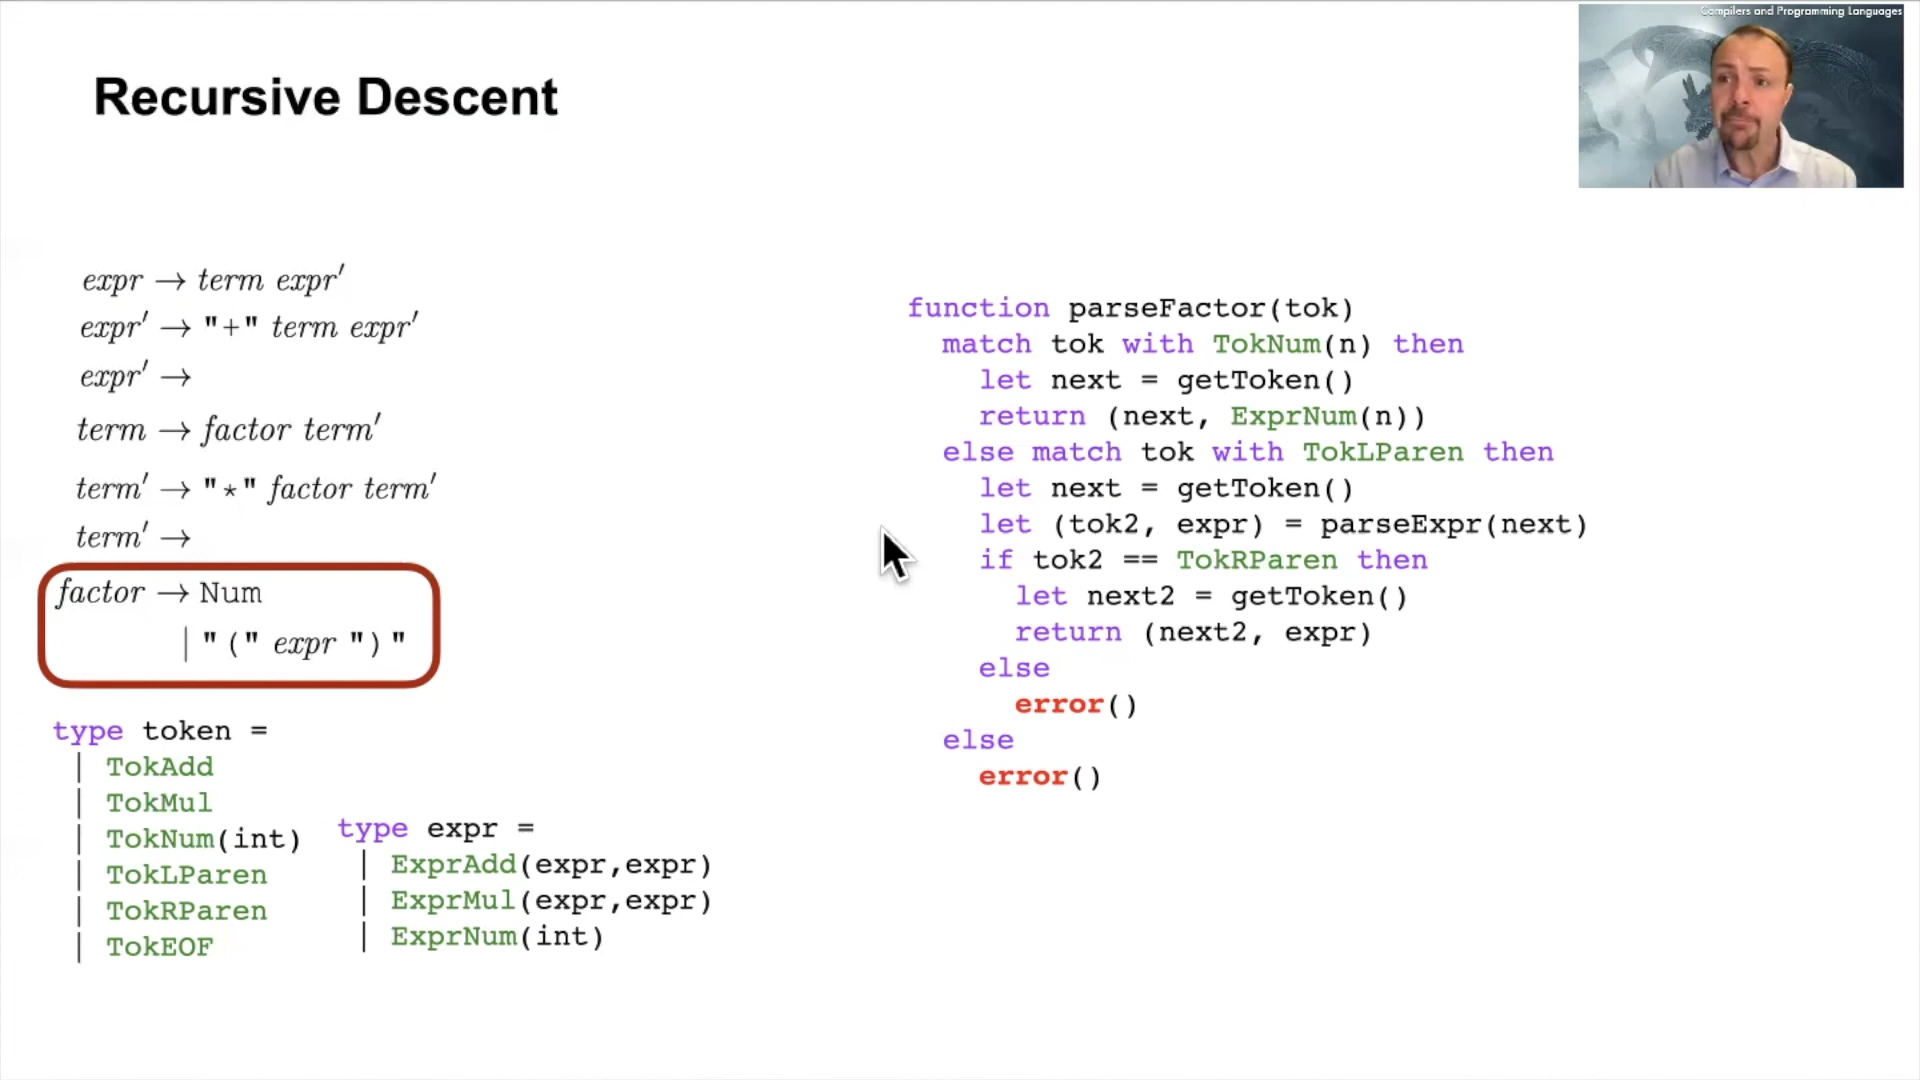 Compilers and Programming Languages
Recursive Descent
expr → term expr′
expr′ → "+" term expr′
expr′ →
term → factor term′
term′ → "*" factor term′
term′ →
factor → Num
| "(" expr ")"
type token =
| TokAdd
| TokMul
| TokNum(int)
| TokLParen
| TokRParen
| TokEOF
type expr =
| ExprAdd(expr,expr)
| ExprMul(expr,expr)
| ExprNum(int)
function parseFactor(tok)
match tok with TokNum(n) then
let next = getToken()
return (next, ExprNum(n))
else match tok with TokLParen then
let next = getToken()
let (tok2, expr) = parseExpr(next)
if tok2 == TokRParen then
let next2 = getToken()
return (next2, expr)
else
error()
else
error()